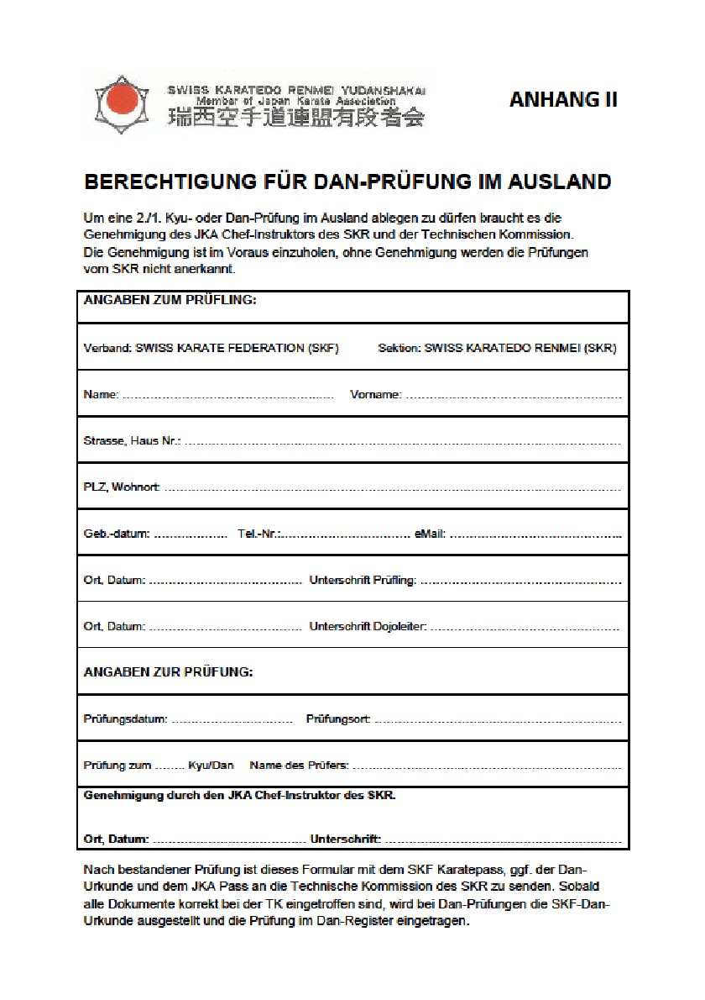 SWISS KARATEDO RENMEI YUDANSHAKAI
Member of Japan Karate Association
瑞西空手道連盟有段者会
ANHANG II
BERECHTIGUNG FÜR DAN-PRÜFUNG IM AUSLAND
Um eine 2./1. Kyu- oder Dan-Prüfung im Ausland ablegen zu dürfen braucht es die
Genehmigung des JKA Chef-Instruktors des SKR und der Technischen Kommission.
Die Genehmigung ist im Voraus einzuholen, ohne Genehmigung werden die Prüfungen
vom SKR nicht anerkannt.
ANGABEN ZUM PRÜFLING:
Verband: SWISS KARATE FEDERATION (SKF) Sektion: SWISS KARATEDO RENMEI (SKR)
Name: ........................................ Vorname: ........................................
Strasse, Haus Nr.: ........................................
PLZ, Wohnort: ........................................
Geb.-datum: ................... Tel.-Nr.:................................. eMail: ........................................
Ort, Datum: ....................................... Unterschrift Prüfling: ........................................
Ort, Datum: ....................................... Unterschrift Dojoleiter: ........................................
ANGABEN ZUR PRÜFUNG:
Prüfungsdatum: ............................... Prüfungsort: ........................................
Prüfung zum ........ Kyu/Dan Name des Prüfers: ........................................
Genehmigung durch den JKA Chef-Instruktor des SKR.
Ort, Datum: ....................................... Unterschrift: ........................................
Nach bestandener Prüfung ist dieses Formular mit dem SKF Karatepass, ggf. der Dan-
Urkunde und dem JKA Pass an die Technische Kommission des SKR zu senden. Sobald
alle Dokumente korrekt bei der TK eingetroffen sind, wird bei Dan-Prüfungen die SKF-Dan-
Urkunde ausgestellt und die Prüfung im Dan-Register eingetragen.